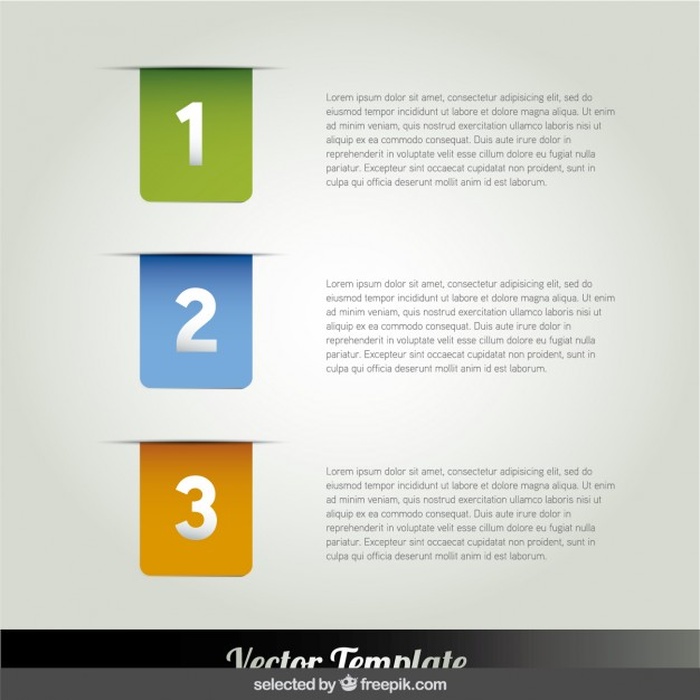 1
Lorem ipsum dolor sit amet, consectetur adipisicing elit, sed do
eiusmod tempor incididunt ut labore et dolore magna aliqua. Ut enim
ad minim veniam, quis nostrud exercitation ullamco laboris nisi ut
aliquip ex ea commodo consequat. Duis aute irure dolor in
reprehenderit in voluptate velit esse cillum dolore eu fugiat nulla
pariatur. Excepteur sint occaecat cupidatat non proident, sunt in
culpa qui officia deserunt mollit anim id est laborum.
2
Lorem ipsum dolor sit amet, consectetur adipisicing elit, sed do
eiusmod tempor incididunt ut labore et dolore magna aliqua. Ut enim
ad minim veniam, quis nostrud exercitation ullamco laboris nisi ut
aliquip ex ea commodo consequat. Duis aute irure dolor in
reprehenderit in voluptate velit esse cillum dolore eu fugiat nulla
pariatur. Excepteur sint occaecat cupidatat non proident, sunt in
culpa qui officia deserunt mollit anim id est laborum.
3
Lorem ipsum dolor sit amet, consectetur adipisicing elit, sed do
eiusmod tempor incididunt ut labore et dolore magna aliqua. Ut enim
ad minim veniam, quis nostrud exercitation ullamco laboris nisi ut
aliquip ex ea commodo consequat. Duis aute irure dolor in
reprehenderit in voluptate velit esse cillum dolore eu fugiat nulla
pariatur. Excepteur sint occaecat cupidatat non proident, sunt in
culpa qui officia deserunt mollit anim id est laborum.
Vector Template
selected by freepik.com